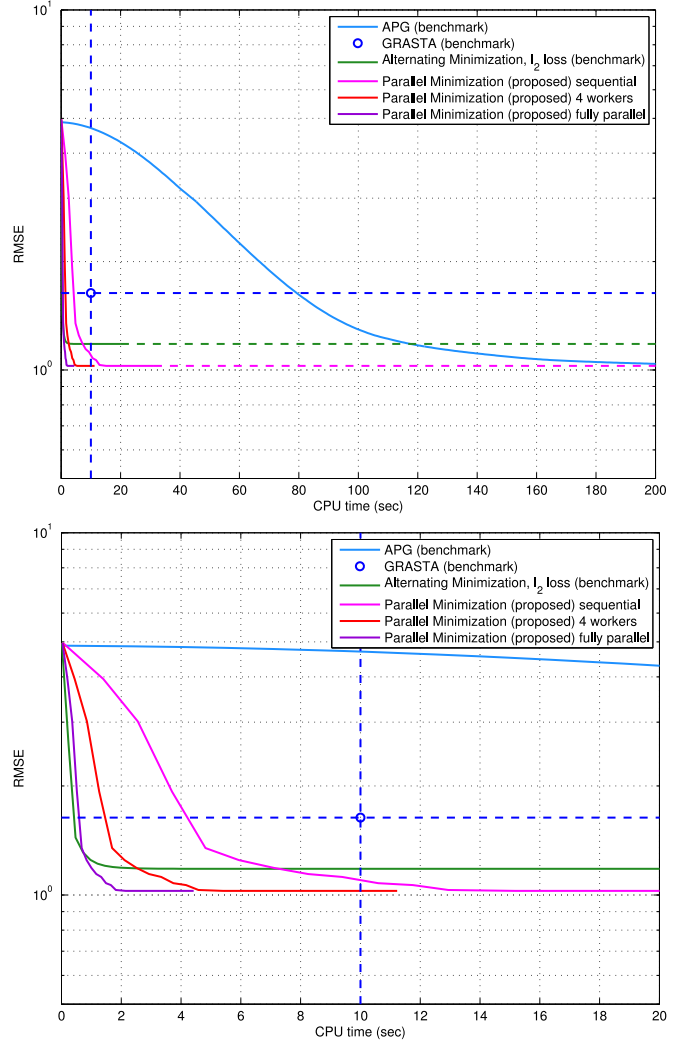 10^1
APG (benchmark)
GRASTA (benchmark)
Alternating Minimization, l_2 loss (benchmark)
Parallel Minimization (proposed) sequential
Parallel Minimization (proposed) 4 workers
Parallel Minimization (proposed) fully parallel
RMSE
10^0
0 20 40 60 80 100 120 140 160 180 200
CPU time (sec)
10^1
APG (benchmark)
GRASTA (benchmark)
Alternating Minimization, l_2 loss (benchmark)
Parallel Minimization (proposed) sequential
Parallel Minimization (proposed) 4 workers
Parallel Minimization (proposed) fully parallel
RMSE
10^0
0 2 4 6 8 10 12 14 16 18 20
CPU time (sec)